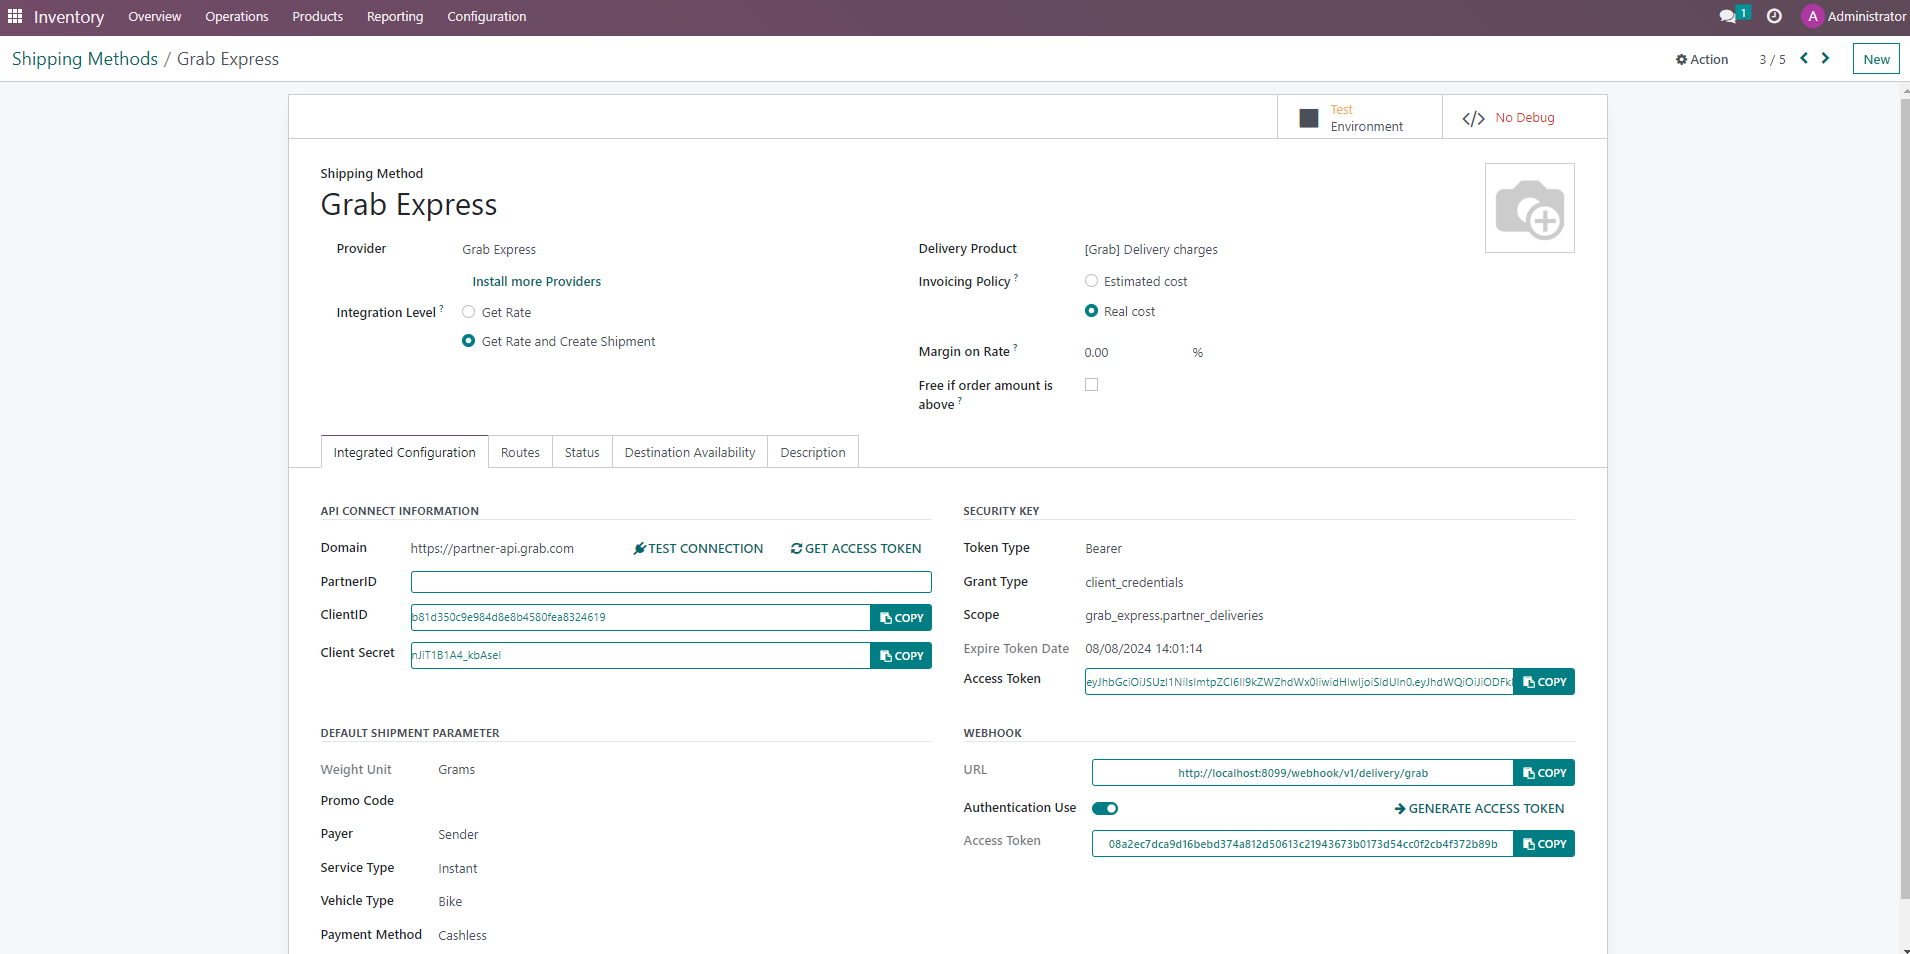 Inventory Overview Operations Products Reporting Configuration 1 A Administrator
Shipping Methods / Grab Express Action 3 / 5 New
Test
Environment
</> No Debug
Shipping Method
Grab Express
Provider Grab Express
Install more Providers
Integration Level ? Get Rate
Get Rate and Create Shipment
Delivery Product [Grab] Delivery charges
Invoicing Policy ? Estimated cost
Real cost
Margin on Rate ? 0.00 %
Free if order amount is
above ?
Integrated Configuration Routes Status Destination Availability Description
API CONNECT INFORMATION
Domain https://partner-api.grab.com TEST CONNECTION GET ACCESS TOKEN
PartnerID
ClientID b81d350c9e984d8e8b4580fea8324619 COPY
Client Secret nJiT1B1A4_kbAseI COPY
SECURITY KEY
Token Type Bearer
Grant Type client_credentials
Scope grab_express.partner_deliveries
Expire Token Date 08/08/2024 14:01:14
Access Token COPY
DEFAULT SHIPMENT PARAMETER
Weight Unit Grams
Promo Code
Payer Sender
Service Type Instant
Vehicle Type Bike
Payment Method Cashless
WEBHOOK
URL http://localhost:8099/webhook/v1/delivery/grab COPY
Authentication Use GENERATE ACCESS TOKEN
Access Token 08a2ec7dca9d16bebd374a812d50613c21943673b0173d54cc0f2cb4f372b89b COPY